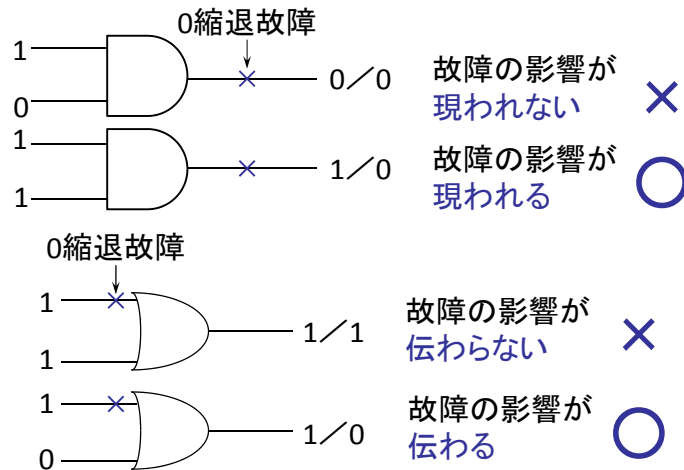 0縮退故障
1
0
0／0
故障の影響が
現われない
×
1
1
1／0
故障の影響が
現われる
○
0縮退故障
1
1
1／1
故障の影響が
伝わらない
×
1
0
1／0
故障の影響が
伝わる
○